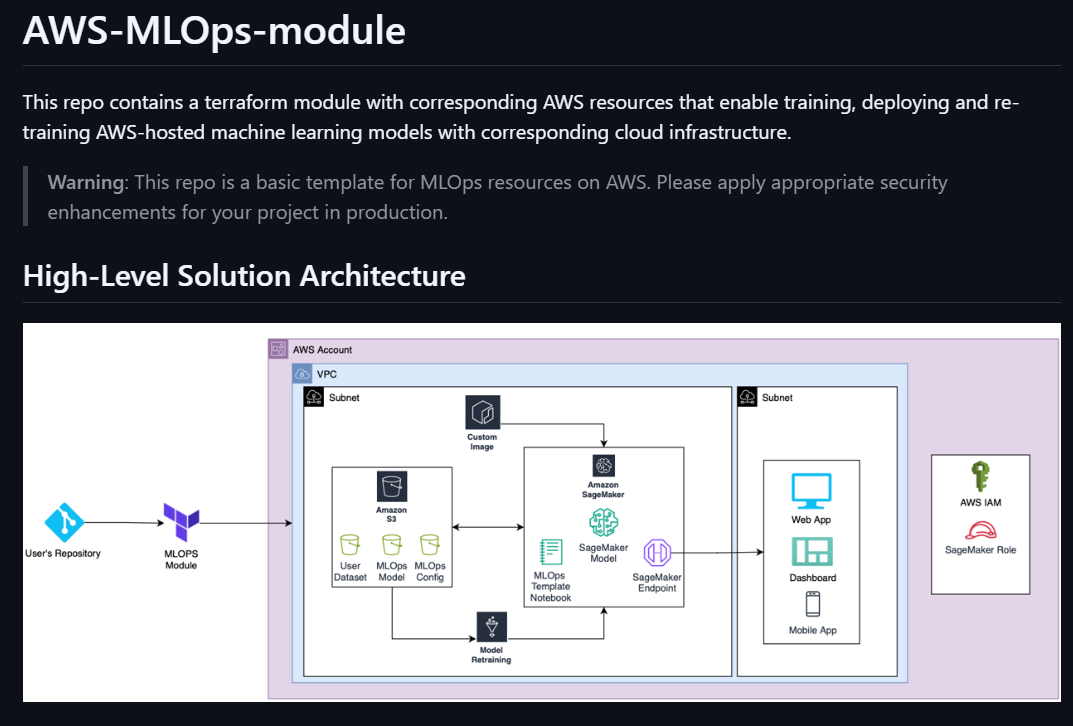 AWS-MLOps-module
This repo contains a terraform module with corresponding AWS resources that enable training, deploying and re-
training AWS-hosted machine learning models with corresponding cloud infrastructure.
Warning: This repo is a basic template for MLOps resources on AWS. Please apply appropriate security
enhancements for your project in production.
High-Level Solution Architecture
AWS Account
VPC
Subnet
Custom
Image
Amazon
S3
User
Dataset
MLOps
Model
MLOps
Config
Amazon
SageMaker
SageMaker
Model
MLOps
Template
Notebook
SageMaker
Endpoint
Model
Retraining
Subnet
Web App
Dashboard
Mobile App
AWS IAM
SageMaker Role
User's Repository
MLOPS
Module